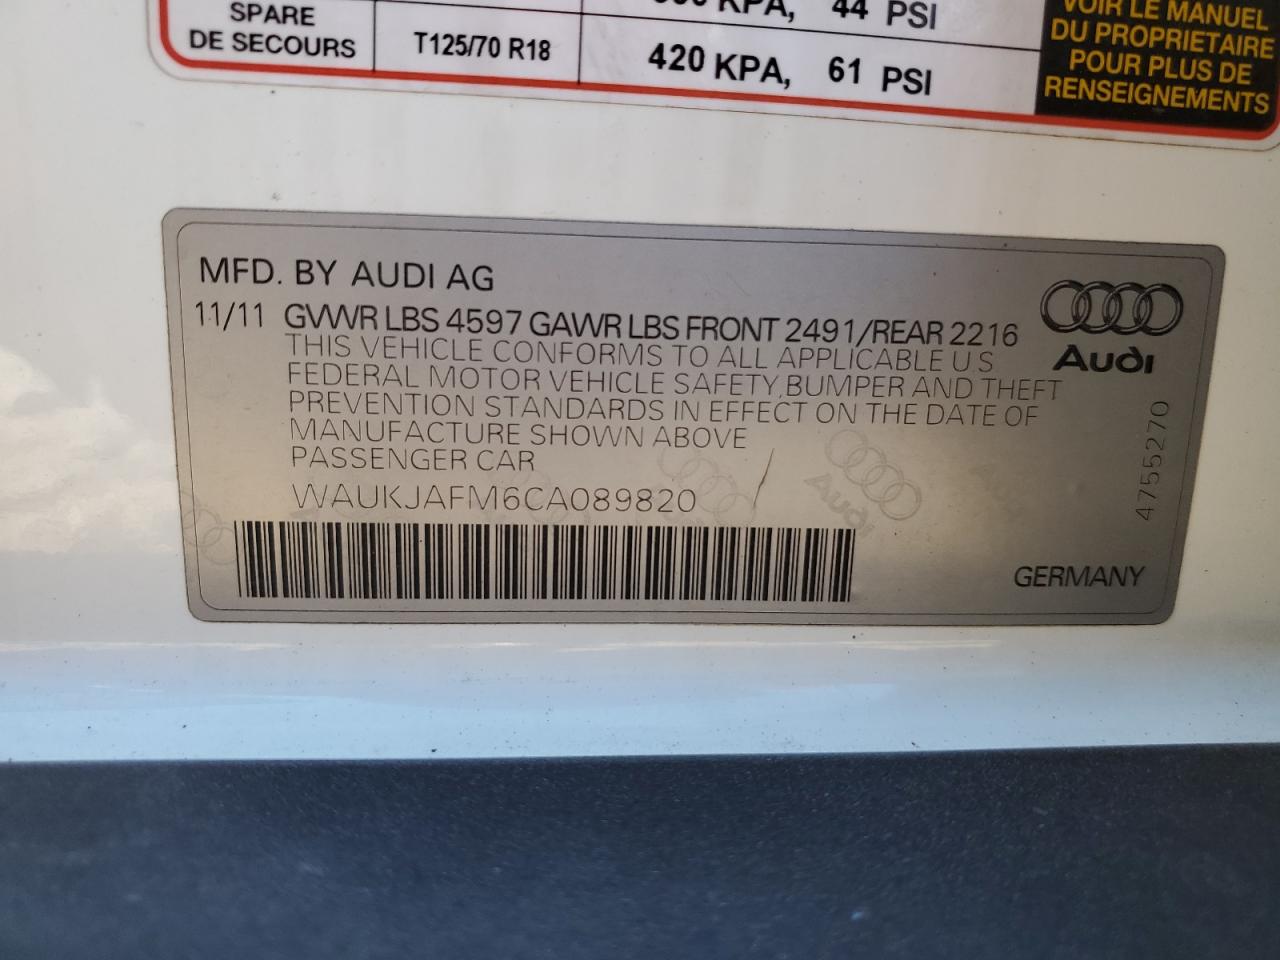 KPA, 44 PSI
SPARE
DE SECOURS
T125/70 R18
420 KPA, 61 PSI
VOIR LE MANUEL
DU PROPRIETAIRE
POUR PLUS DE
RENSEIGNEMENTS
MFD. BY AUDI AG
11/11 GVWR LBS 4597 GAWR LBS FRONT 2491/REAR 2216
THIS VEHICLE CONFORMS TO ALL APPLICABLE U.S
FEDERAL MOTOR VEHICLE SAFETY, BUMPER AND THEFT
PREVENTION STANDARDS IN EFFECT ON THE DATE OF
MANUFACTURE SHOWN ABOVE
PASSENGER CAR
WAUKJAFM6CA089820
Audi
4755270
Audi
GERMANY